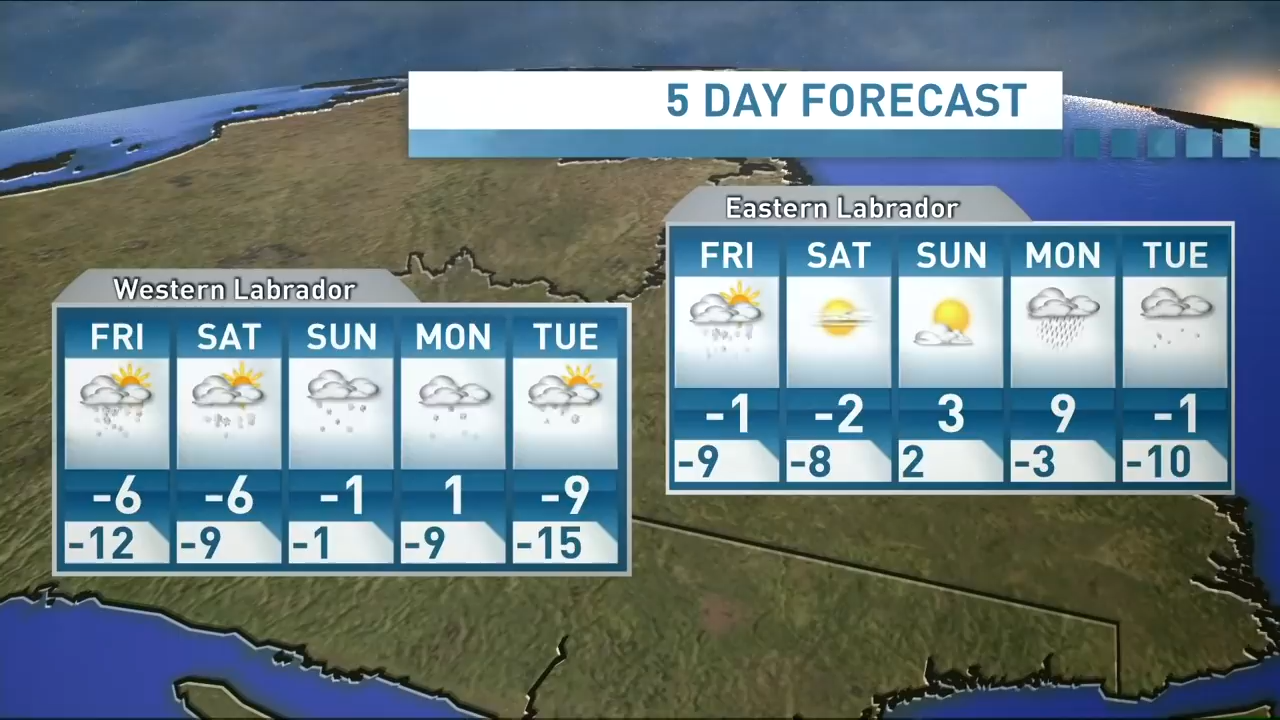 5 DAY FORECAST
Western Labrador
FRI SAT SUN MON TUE
-6 -6 -1 1 -9
-12 -9 -1 -9 -15
Eastern Labrador
FRI SAT SUN MON TUE
-1 -2 3 9 -1
-9 -8 2 -3 -10